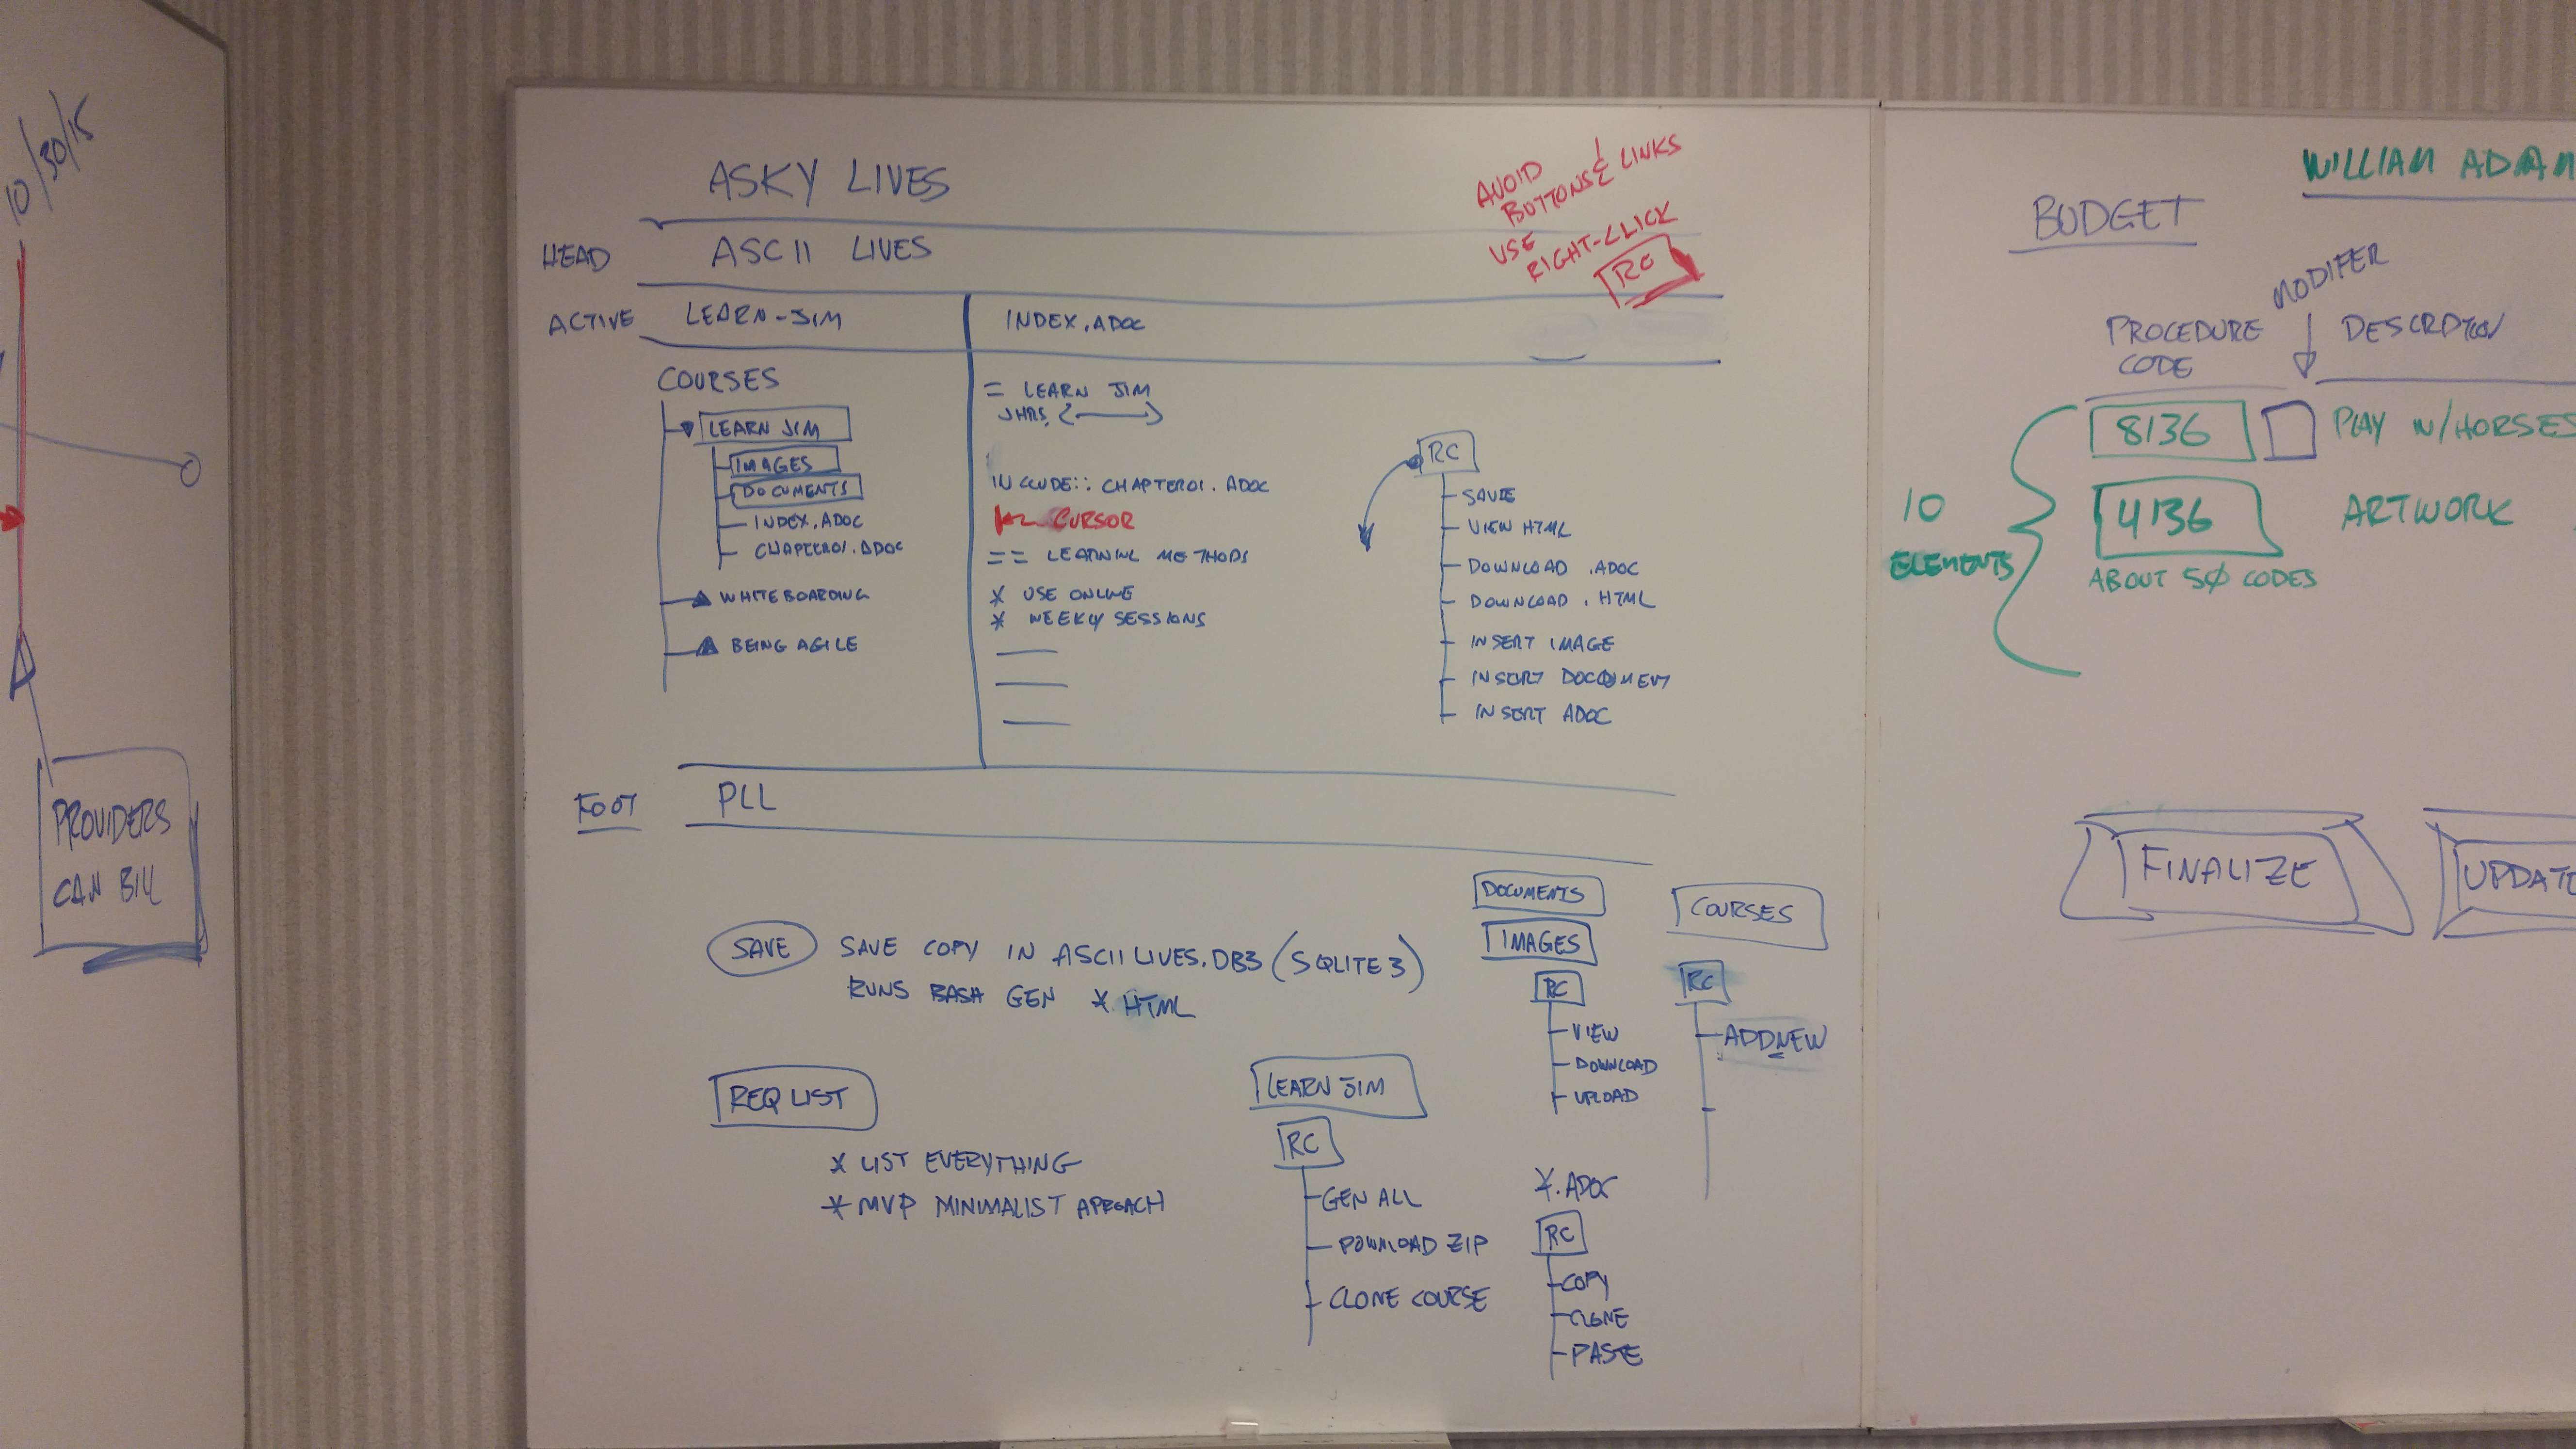 10/30/15
PROVIDERS
CAN BILL
ASKY LIVES
AVOID
BUTTONS & LINKS
USE
RIGHT-CLICK
RC
HEAD
ASCII LIVES
ACTIVE
LEARN-JIM
INDEX.ADOC
COURSES
LEARN JIM
IMAGES
DOCUMENTS
INDEX.ADOC
CHAPTER01.ADOC
WHITEBOARDING
BEING AGILE
= LEARN JIM
INCLUDE:: CHAPTER01.ADOC
CURSOR
== LEARNING METHODS
* USE ONLINE
* WEEKLY SESSIONS
RC
SAVE
VIEW HTML
DOWNLOAD .ADOC
DOWNLOAD .HTML
INSERT IMAGE
INSERT DOCUMENT
INSERT ADOC
FOOT
PLL
SAVE
SAVE COPY IN ASCIILIVES.DB3 (SQLITE3)
RUNS BASH GEN *.HTML
REQ LIST
* LIST EVERYTHING
* MVP MINIMALIST APPROACH
LEARN JIM
RC
GEN ALL
DOWNLOAD ZIP
CLONE COURSE
DOCUMENTS
IMAGES
RC
VIEW
DOWNLOAD
UPLOAD
*.ADOC
RC
COPY
CLONE
PASTE
COURSES
RC
ADDNEW
WILLIAM ADAM
BUDGET
MODIFER
PROCEDURE
CODE
DESCRPTION
8136
PLAY W/HORSES
4136
ARTWORK
10
ELEMENTS
ABOUT 50 CODES
FINALIZE
UPDATE